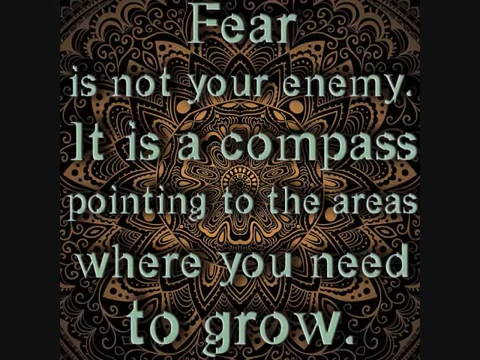 Fear
is not your enemy.
It is a compass
pointing to the areas
where you need
to grow.